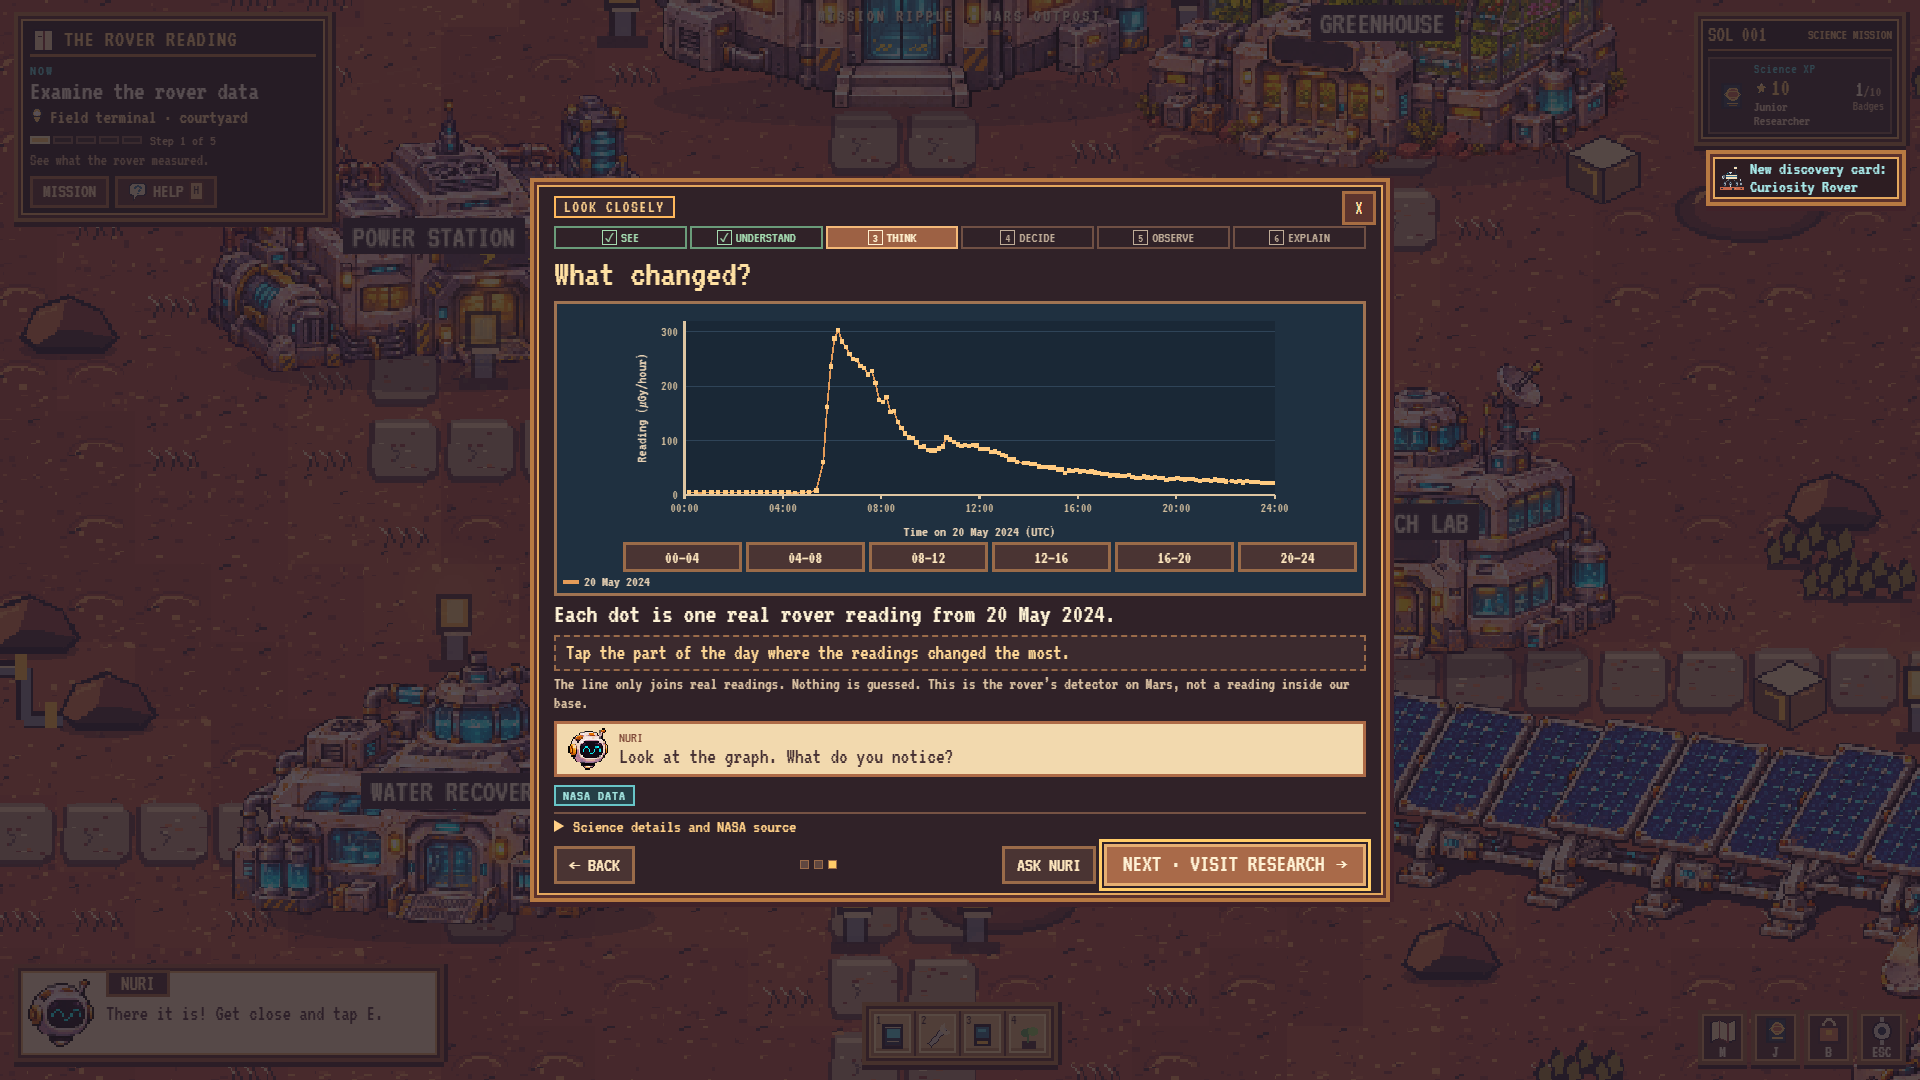 MISSION RIPPLE · MARS OUTPOST
GREENHOUSE
THE ROVER READING
NOW
Examine the rover data
Field terminal · courtyard
Step 1 of 5
See what the rover measured.
MISSION
? HELP H
SOL 001
SCIENCE MISSION
Science XP
10
1/10
Junior
Badges
Researcher
New discovery card:
Curiosity Rover
POWER STATION
LOOK CLOSELY
X
SEE
UNDERSTAND
3 THINK
4 DECIDE
5 OBSERVE
6 EXPLAIN
What changed?
Reading (µGy/hour)
300
200
100
0
00:00 04:00 08:00 12:00 16:00 20:00 24:00
Time on 20 May 2024 (UTC)
00–04 04–08 08–12 12–16 16–20 20–24
20 May 2024
Each dot is one real rover reading from 20 May 2024.
Tap the part of the day where the readings changed the most.
The line only joins real readings. Nothing is guessed. This is the rover's detector on Mars, not a reading inside our
base.
NURI
Look at the graph. What do you notice?
NASA DATA
Science details and NASA source
← BACK
ASK NURI
NEXT · VISIT RESEARCH →
CH LAB
WATER RECOVER
NURI
There it is! Get close and tap E.
1 2 3 4
M J B ESC